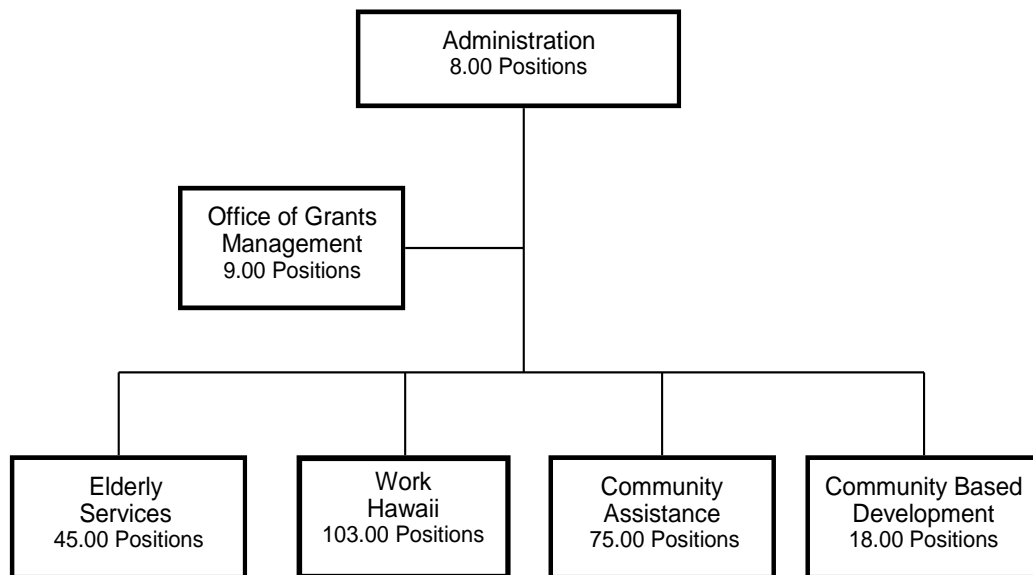 Administration
8.00 Positions
Office of Grants
Management
9.00 Positions
Elderly
Services
45.00 Positions
Work
Hawaii
103.00 Positions
Community
Assistance
75.00 Positions
Community Based
Development
18.00 Positions